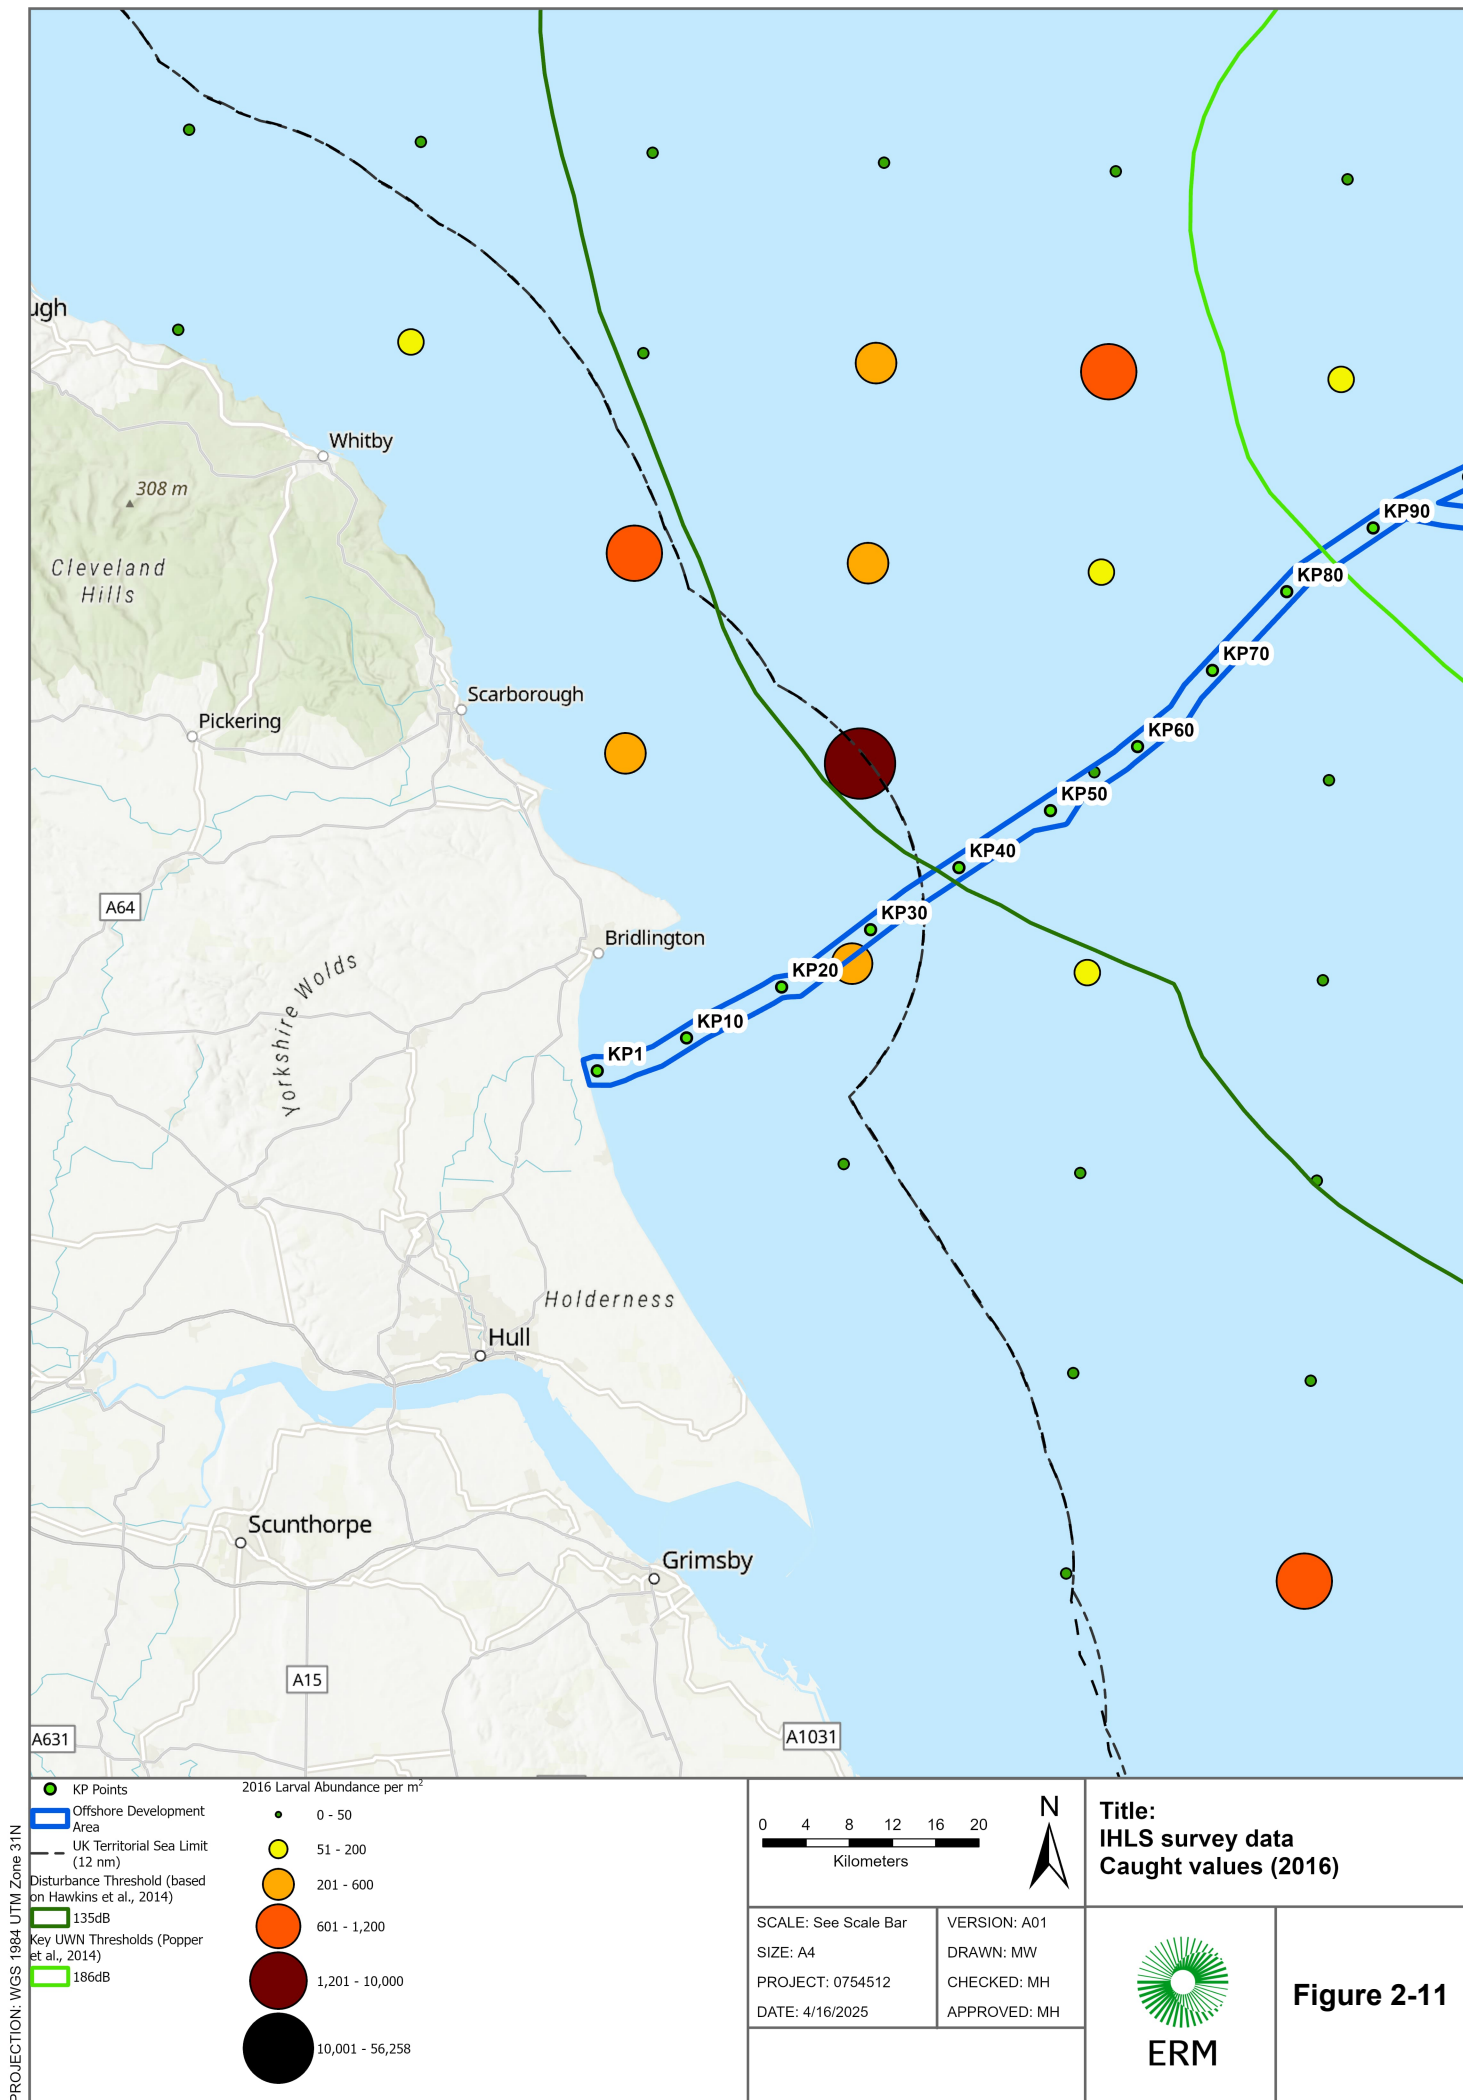 ugh
Whitby
308 m
Cleveland
Hills
KP90
KP80
KP70
Scarborough
Pickering
KP60
KP50
KP40
A64
KP30
Bridlington
KP20
Yorkshire Wolds
KP10
KP1
Holderness
Hull
Scunthorpe
Grimsby
A15
A631
A1031
PROJECTION: WGS 1984 UTM Zone 31N
KP Points
Offshore Development
Area
UK Territorial Sea Limit
(12 nm)
Disturbance Threshold (based
on Hawkins et al., 2014)
135dB
Key UWN Thresholds (Popper
et al., 2014)
186dB
2016 Larval Abundance per m²
0 - 50
51 - 200
201 - 600
601 - 1,200
1,201 - 10,000
10,001 - 56,258
0 4 8 12 16 20
Kilometers
N
Title:
IHLS survey data
Caught values (2016)
SCALE: See Scale Bar
SIZE: A4
PROJECT: 0754512
DATE: 4/16/2025
VERSION: A01
DRAWN: MW
CHECKED: MH
APPROVED: MH
ERM
Figure 2-11